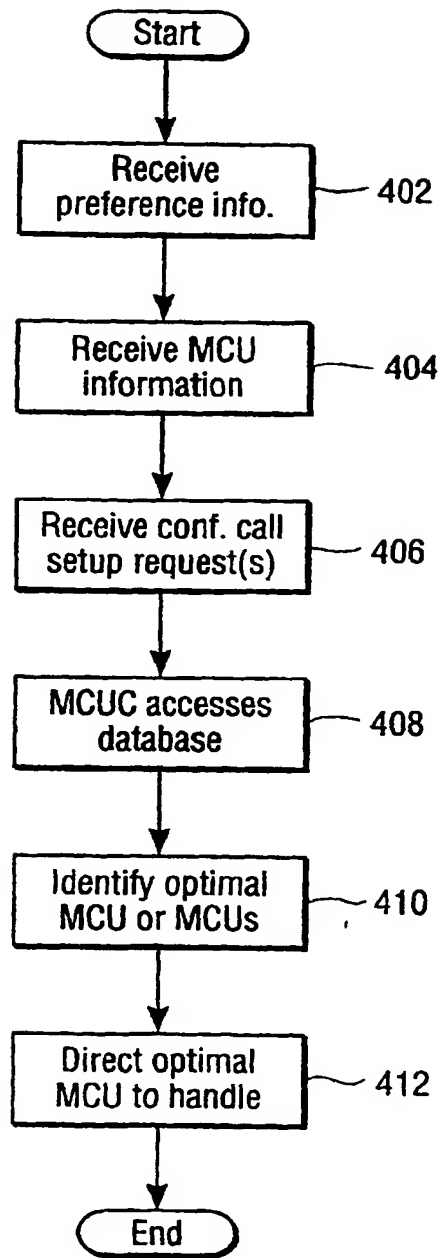 Start
Receive
preference info.
402
Receive MCU
information
404
Receive conf. call
setup request(s)
406
MCUC accesses
database
408
Identify optimal
MCU or MCUs
410
Direct optimal
MCU to handle
412
End